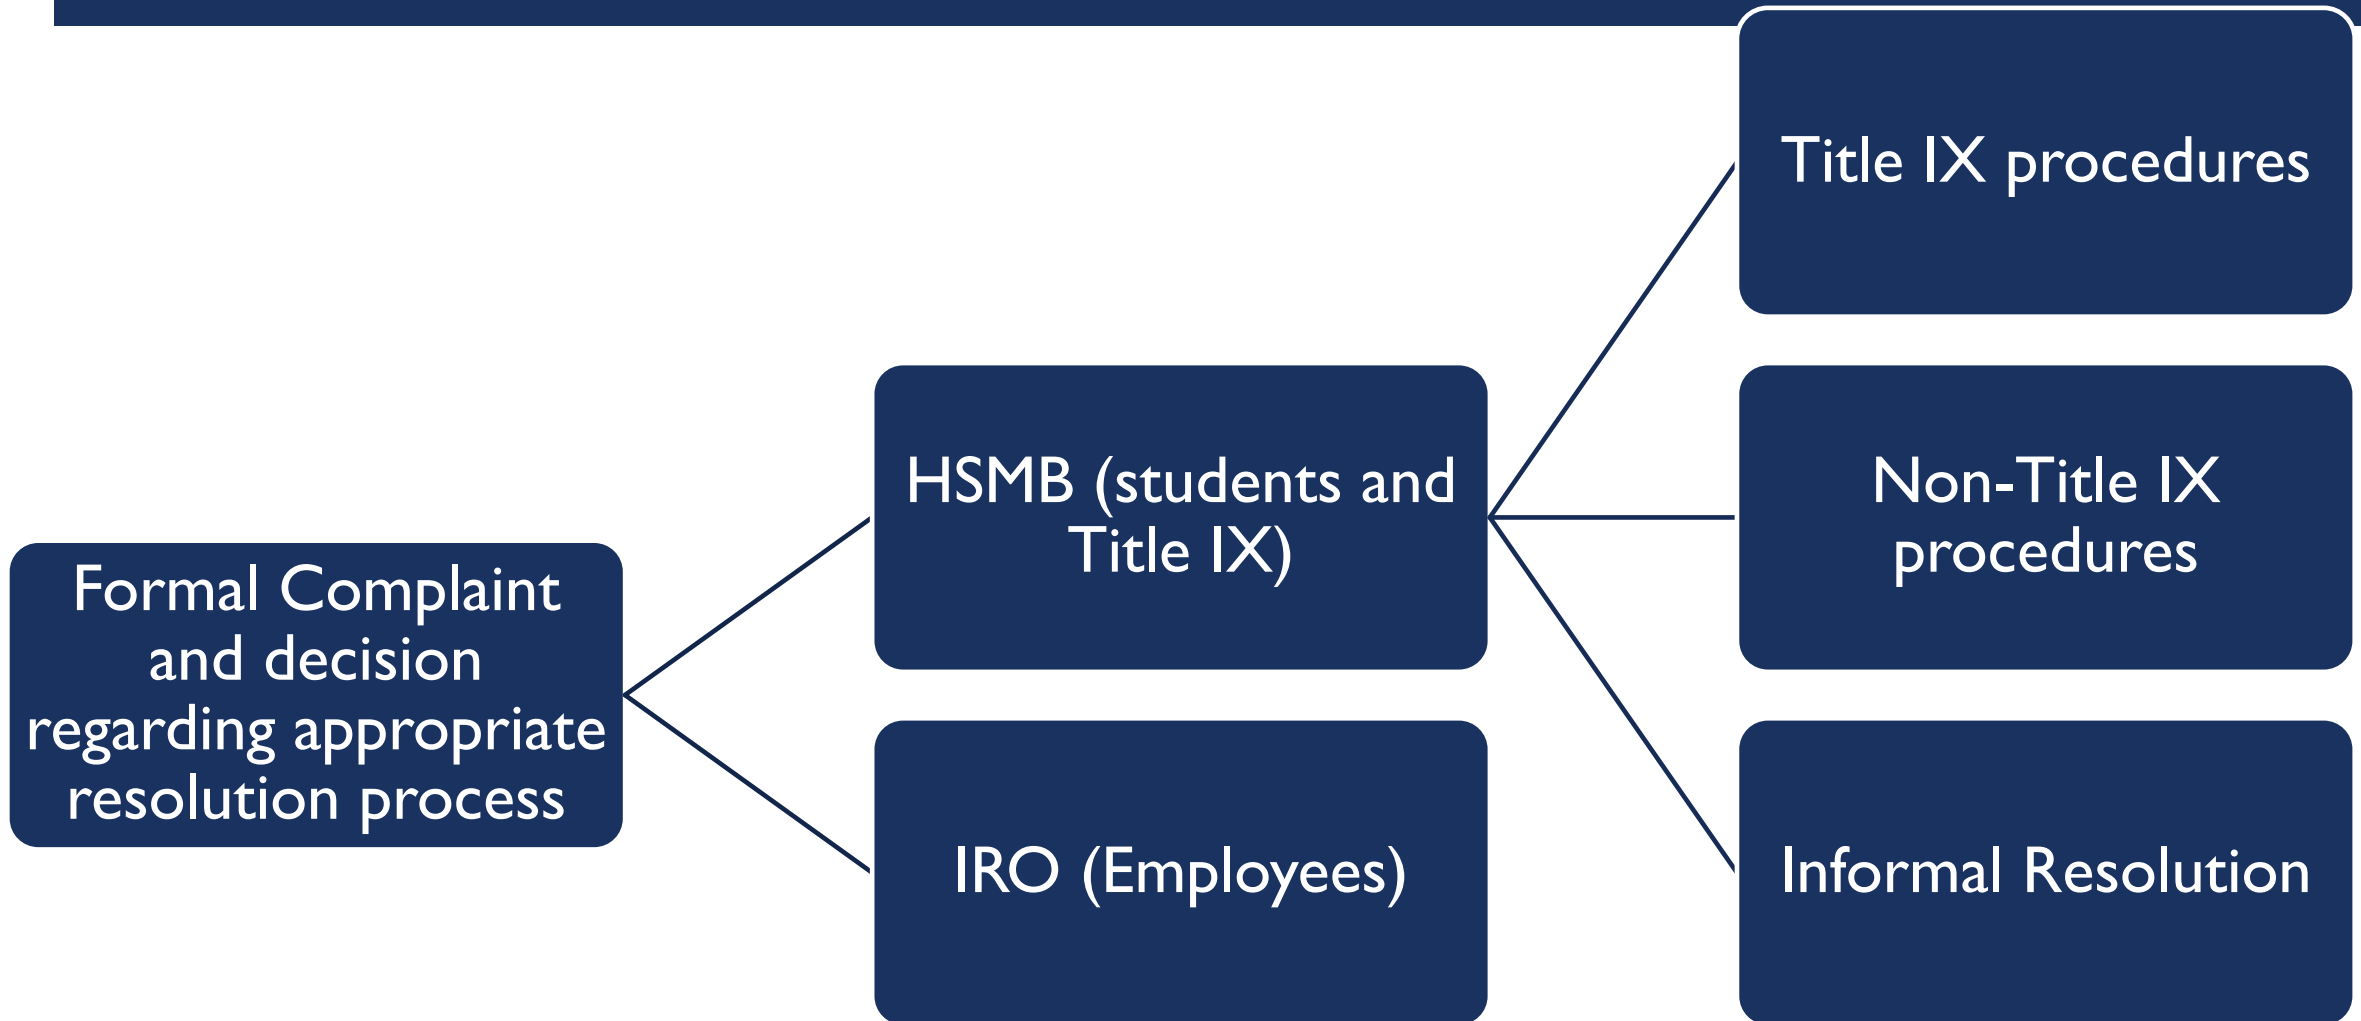 Formal Complaint
and decision
regarding appropriate
resolution process
HSMB (students and
Title IX)
IRO (Employees)
Title IX procedures
Non-Title IX
procedures
Informal Resolution